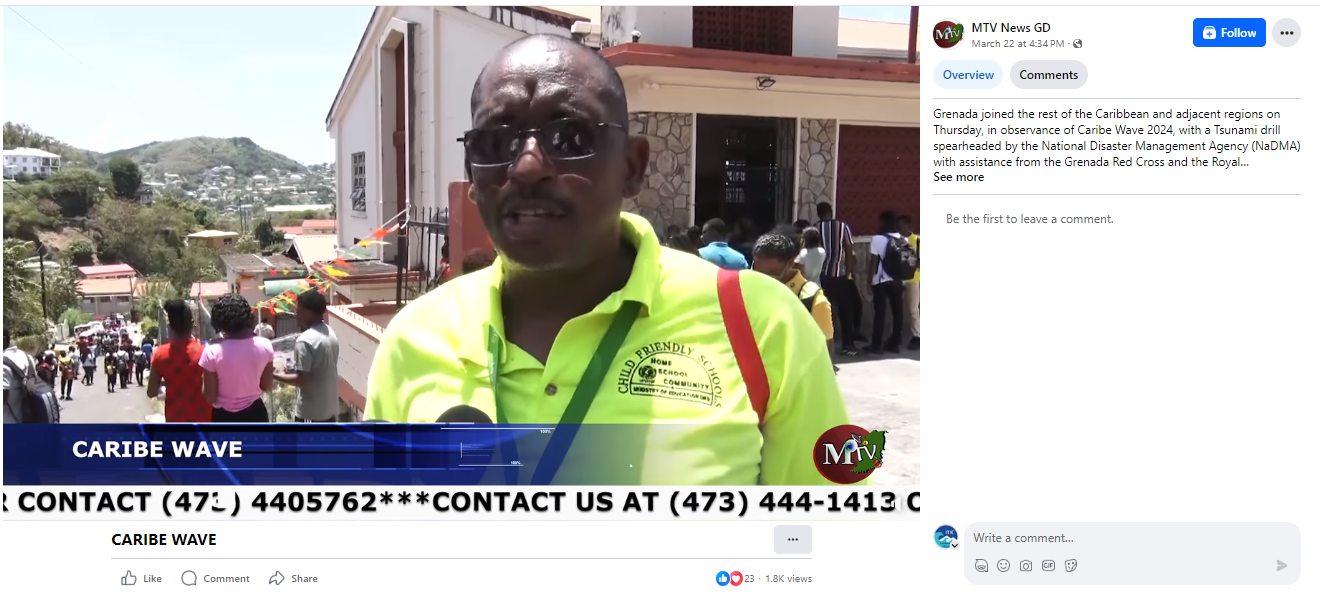 MTV News GD
March 22 at 4:34 PM ·
Follow
Overview
Comments
Grenada joined the rest of the Caribbean and adjacent regions on
Thursday, in observance of Caribe Wave 2024, with a Tsunami drill
spearheaded by the National Disaster Management Agency (NaDMA)
with assistance from the Grenada Red Cross and the Royal...
See more
Be the first to leave a comment.
CHILD FRIENDLY SCHOOLS
HOME
SCHOOL
COMMUNITY
MINISTRY OF EDUCATION
CARIBE WAVE
100%
100%
MTV
R CONTACT (473) 4405762***CONTACT US AT (473) 444-1413 O
CARIBE WAVE
Like
Comment
Share
23 · 1.8K views
Write a comment...
GIF